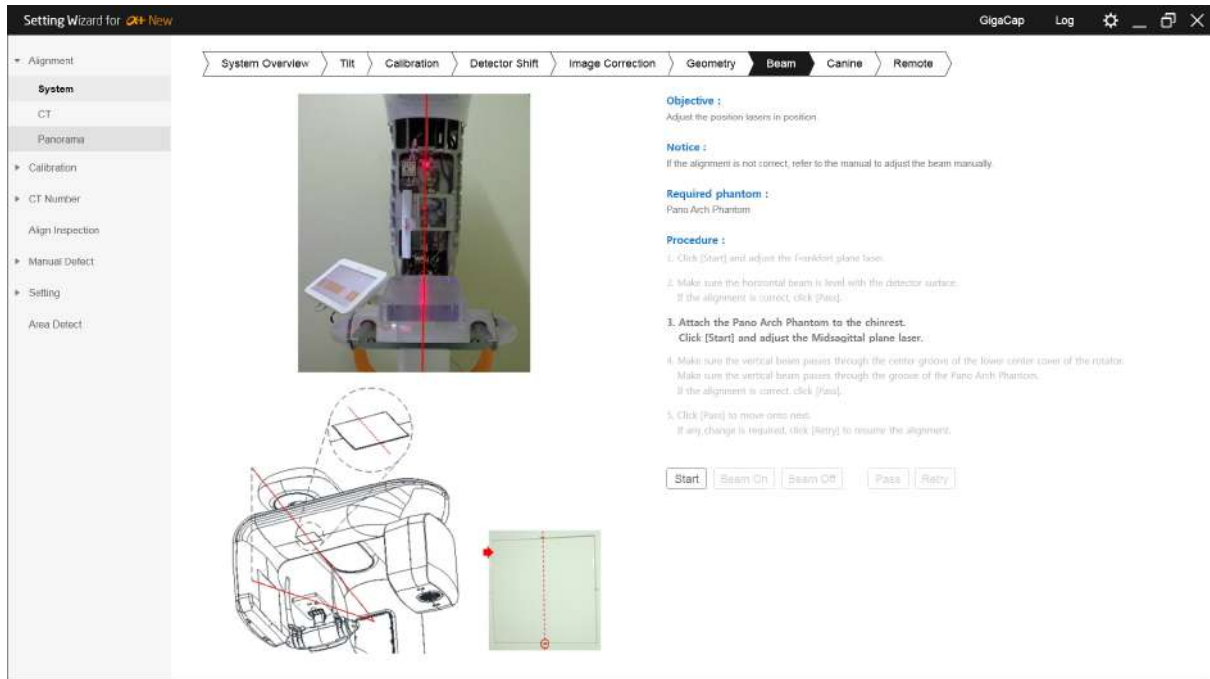 Setting Wizard for α+ New
GigaCap
Log
Alignment
System
CT
Panorama
Calibration
CT Number
Align Inspection
Manual Defect
Setting
Area Detect
System Overview
Tilt
Calibration
Detector Shift
Image Correction
Geometry
Beam
Canine
Remote
Objective :
Adjust the position lasers in position.
Notice :
If the alignment is not correct, refer to the manual to adjust the beam manually.
Required phantom :
Pano Arch Phantom
Procedure :
1. Click [Start] and adjust the Frankfort plane laser.
2. Make sure the horizontal beam is level with the detector surface.
If the alignment is correct, click [Pass].
3. Attach the Pano Arch Phantom to the chinrest.
Click [Start] and adjust the Midsagittal plane laser.
4. Make sure the vertical beam passes through the center groove of the lower center cover of the rotator.
Make sure the vertical beam passes through the groove of the Pano Arch Phantom.
If the alignment is correct, click [Pass].
5. Click [Pass] to move onto next.
If any change is required, click [Retry] to resume the alignment.
Start
Beam On
Beam Off
Pass
Retry